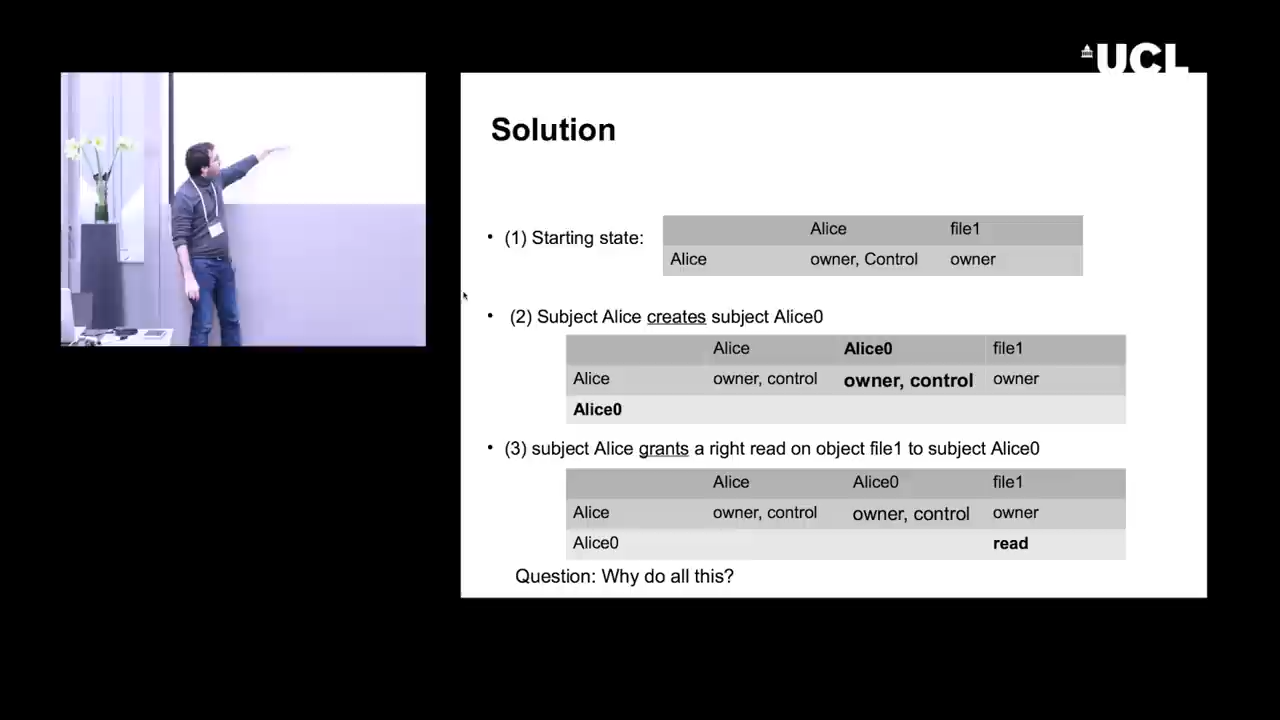 UCL
Solution
• (1) Starting state:
Alice file1
Alice owner, Control owner
• (2) Subject Alice creates subject Alice0
Alice Alice0 file1
Alice owner, control owner, control owner
Alice0
• (3) subject Alice grants a right read on object file1 to subject Alice0
Alice Alice0 file1
Alice owner, control owner, control owner
Alice0 read
Question: Why do all this?